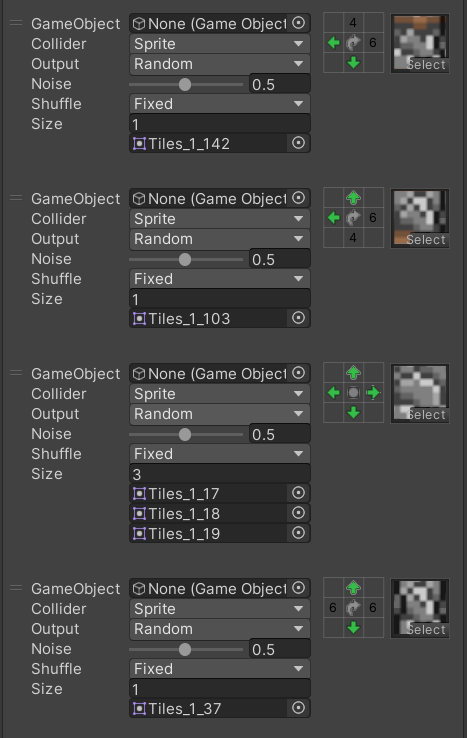 GameObject None (Game Object 4
Collider Sprite 6
Output Random Select
Noise 0.5
Shuffle Fixed
Size 1
Tiles_1_142
GameObject None (Game Object
Collider Sprite 6
Output Random 4 Select
Noise 0.5
Shuffle Fixed
Size 1
Tiles_1_103
GameObject None (Game Object
Collider Sprite
Output Random Select
Noise 0.5
Shuffle Fixed
Size 3
Tiles_1_17
Tiles_1_18
Tiles_1_19
GameObject None (Game Object
Collider Sprite 6 6
Output Random Select
Noise 0.5
Shuffle Fixed
Size 1
Tiles_1_37